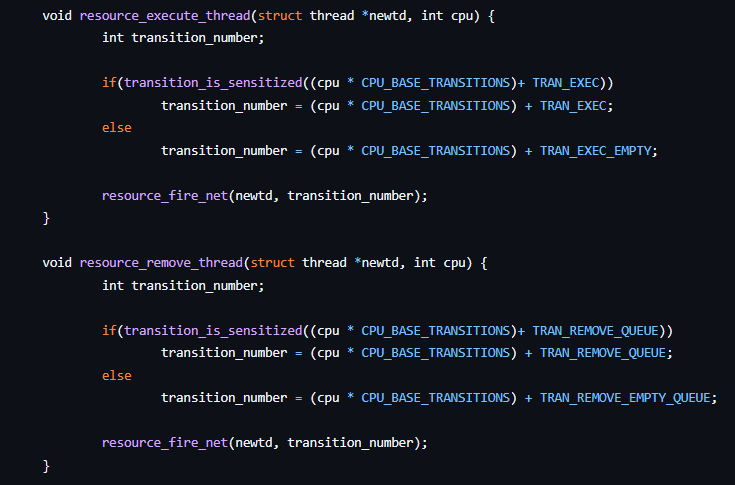 void resource_execute_thread(struct thread *newtd, int cpu) {
int transition_number;
if(transition_is_sensitized((cpu * CPU_BASE_TRANSITIONS)+ TRAN_EXEC))
transition_number = (cpu * CPU_BASE_TRANSITIONS) + TRAN_EXEC;
else
transition_number = (cpu * CPU_BASE_TRANSITIONS) + TRAN_EXEC_EMPTY;
resource_fire_net(newtd, transition_number);
}
void resource_remove_thread(struct thread *newtd, int cpu) {
int transition_number;
if(transition_is_sensitized((cpu * CPU_BASE_TRANSITIONS)+ TRAN_REMOVE_QUEUE))
transition_number = (cpu * CPU_BASE_TRANSITIONS) + TRAN_REMOVE_QUEUE;
else
transition_number = (cpu * CPU_BASE_TRANSITIONS) + TRAN_REMOVE_EMPTY_QUEUE;
resource_fire_net(newtd, transition_number);
}